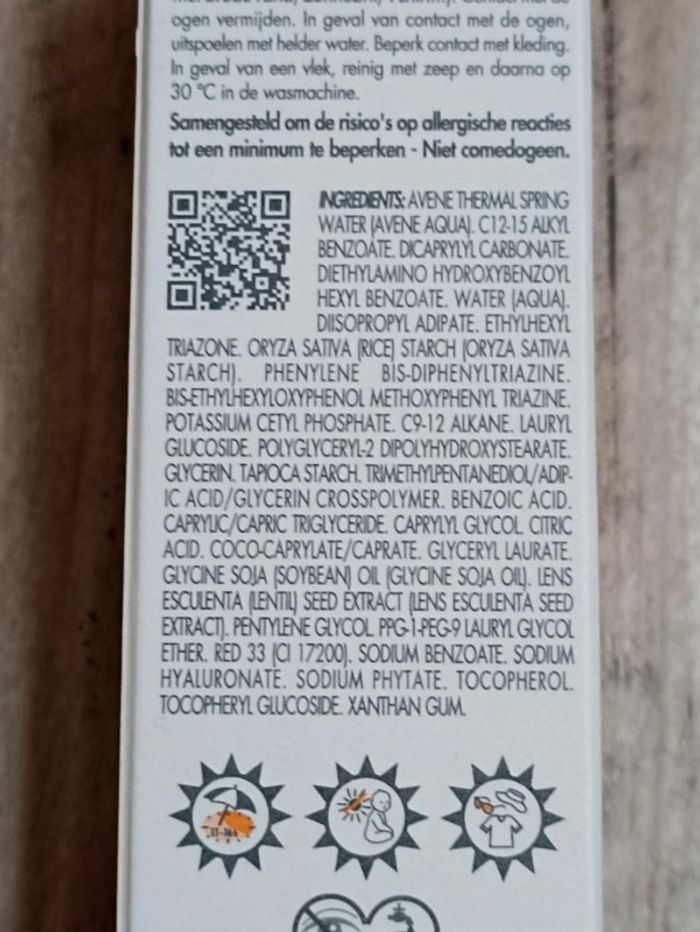 ogen vermijden. In geval van contact met de ogen,
uitspoelen met helder water. Beperk contact met kleding.
In geval van een vlek, reinig met zeep en daarna op
30 °C in de wasmachine.
Samengesteld om de risico's op allergische reacties
tot een minimum te beperken - Niet comedogeen.
INGREDIENTS: AVENE THERMAL SPRING
WATER (AVENE AQUA). C12-15 ALKYL
BENZOATE. DICAPRYLYL CARBONATE.
DIETHYLAMINO HYDROXYBENZOYL
HEXYL BENZOATE. WATER (AQUA).
DIISOPROPYL ADIPATE. ETHYLHEXYL
TRIAZONE. ORYZA SATIVA (RICE) STARCH (ORYZA SATIVA
STARCH). PHENYLENE BIS-DIPHENYLTRIAZINE.
BIS-ETHYLHEXYLOXYPHENOL METHOXYPHENYL TRIAZINE.
POTASSIUM CETYL PHOSPHATE. C9-12 ALKANE. LAURYL
GLUCOSIDE. POLYGLYCERYL-2 DIPOLYHYDROXYSTEARATE.
GLYCERIN. TAPIOCA STARCH. TRIMETHYLPENTANEDIOL/ADIP-
IC ACID/GLYCERIN CROSSPOLYMER. BENZOIC ACID.
CAPRYLIC/CAPRIC TRIGLYCERIDE. CAPRYLYL GLYCOL. CITRIC
ACID. COCO-CAPRYLATE/CAPRATE. GLYCERYL LAURATE.
GLYCINE SOJA (SOYBEAN) OIL (GLYCINE SOJA OIL). LENS
ESCULENTA (LENTIL) SEED EXTRACT (LENS ESCULENTA SEED
EXTRACT). PENTYLENE GLYCOL. PPG-1-PEG-9 LAURYL GLYCOL
ETHER. RED 33 (CI 17200). SODIUM BENZOATE. SODIUM
HYALURONATE. SODIUM PHYTATE. TOCOPHEROL.
TOCOPHERYL GLUCOSIDE. XANTHAN GUM.
11-16h